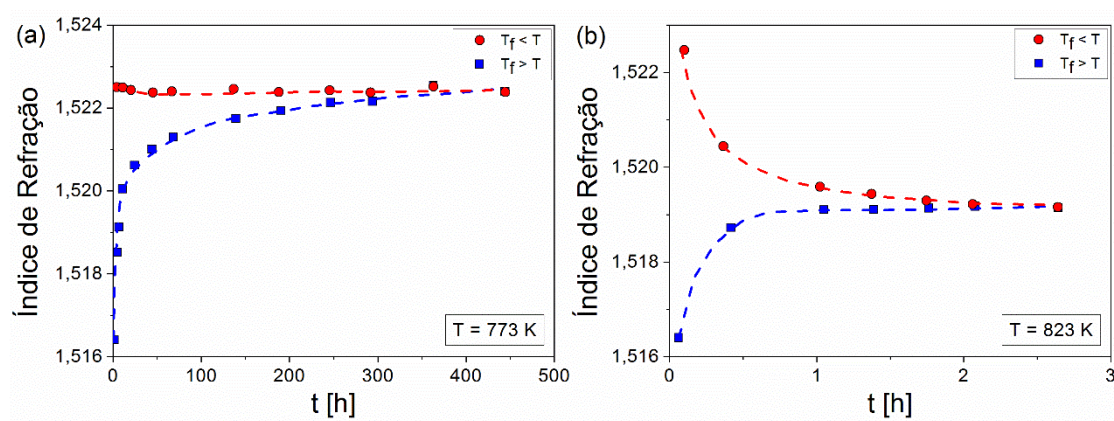 (a)
1,524
1,522
1,520
1,518
1,516
Índice de Refração
T_f < T
T_f > T
T = 773 K
0 100 200 300 400 500
t [h]
(b)
1,522
1,520
1,518
1,516
Índice de Refração
T_f < T
T_f > T
T = 823 K
0 1 2 3
t [h]